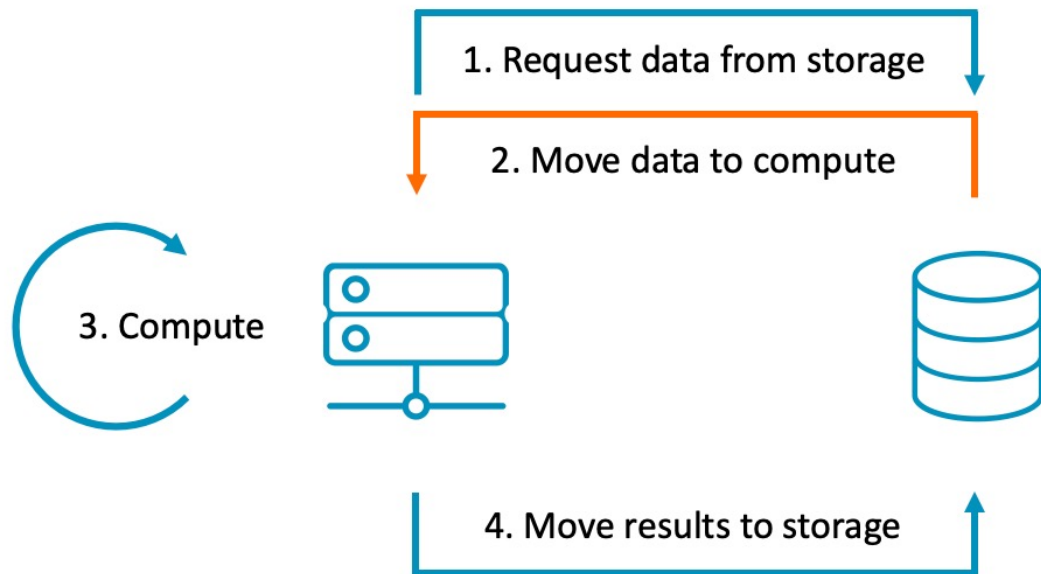 1. Request data from storage
2. Move data to compute
3. Compute
4. Move results to storage